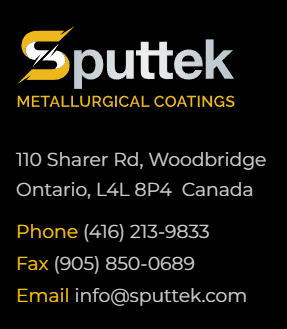 Sputtek
METALLURGICAL COATINGS
110 Sharer Rd, Woodbridge
Ontario, L4L 8P4 Canada
Phone (416) 213-9833
Fax (905) 850-0689
Email info@sputtek.com